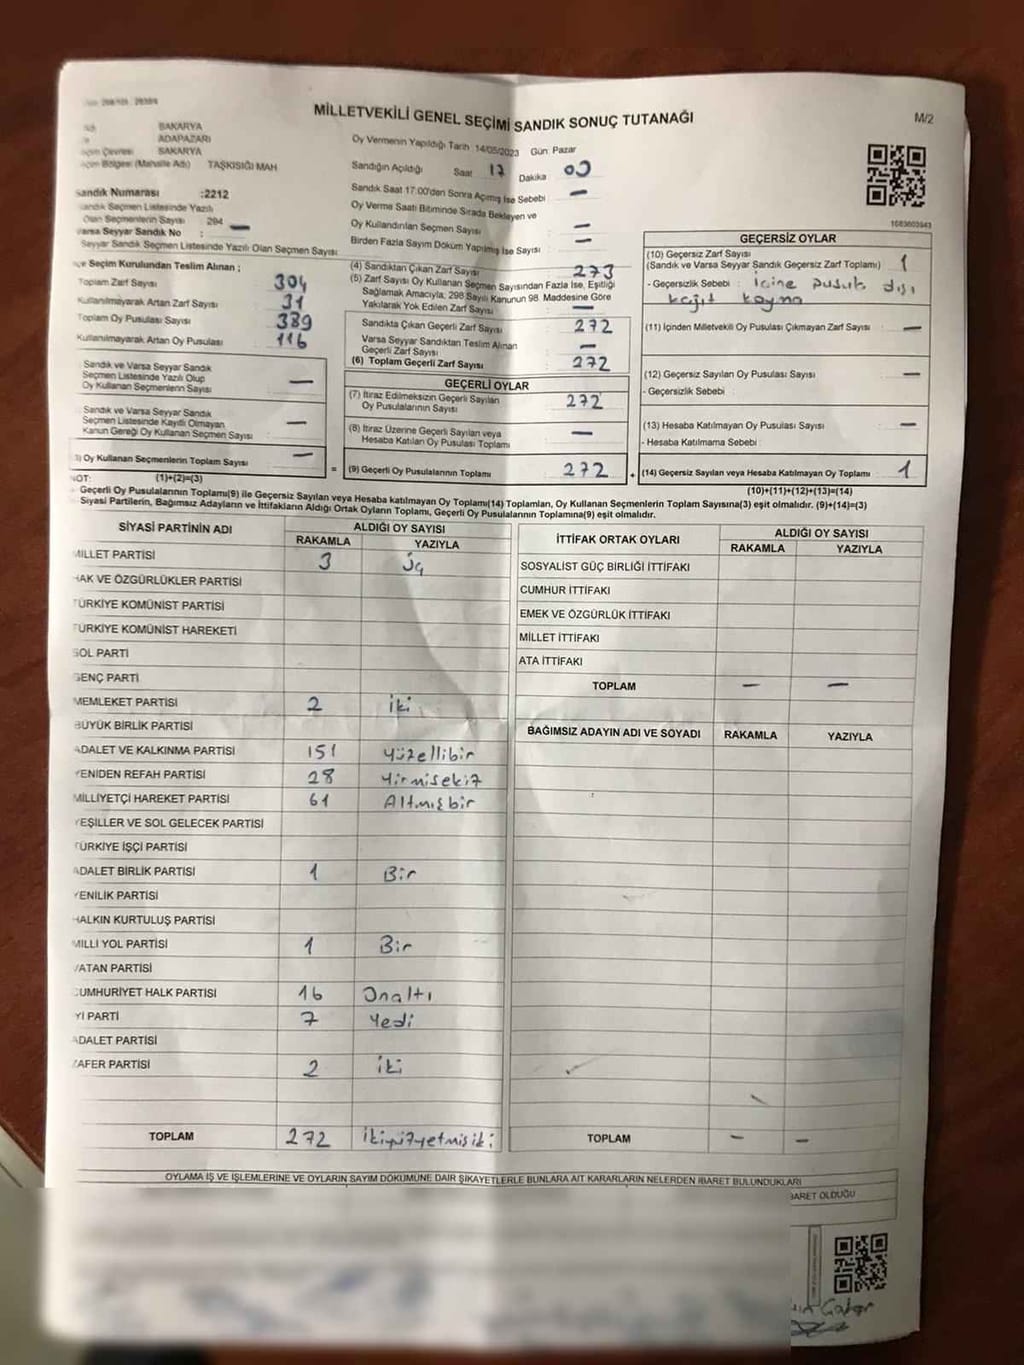 MİLLETVEKİLİ GENEL SEÇİMİ SANDIK SONUÇ TUTANAĞI
M/2
SAKARYA
ADAPAZARI
SAKARYA
(Mahalle Adı) TAŞKISIĞI MAH
Sandık Numarası :2212
Sandık Seçmen Listesinde Yazılı
Olan Seçmenlerin Sayısı : 294
Varsa Seyyar Sandık No : —
Seyyar Sandık Seçmen Listesinde Yazılı Olan Seçmen Sayısı
Oy Vermenin Yapıldığı Tarih 14/05/2023 Gün: Pazar
Sandığın Açıldığı Saat 17 Dakika 00
Sandık Saat 17:00'den Sonra Açılmış İse Sebebi : —
Oy Verme Saati Bitiminde Sırada Bekleyen ve
Oy Kullandırılan Seçmen Sayısı : —
Birden Fazla Sayım Döküm Yapılmış İse Sayısı : —
1683603943
İlçe Seçim Kurulundan Teslim Alınan ;
Toplam Zarf Sayısı 304
Kullanılmayarak Artan Zarf Sayısı 31
Toplam Oy Pusulası Sayısı 389
Kullanılmayarak Artan Oy Pusulası 116
Sandık ve Varsa Seyyar Sandık
Seçmen Listesinde Yazılı Olup
Oy Kullanan Seçmenlerin Sayısı —
Sandık ve Varsa Seyyar Sandık
Seçmen Listesinde Kayıtlı Olmayan
Kanun Gereği Oy Kullanan Seçmen Sayısı —
(3) Oy Kullanan Seçmenlerin Toplam Sayısı —
(4) Sandıktan Çıkan Zarf Sayısı 273
(5) Zarf Sayısı Oy Kullanan Seçmen Sayısından Fazla İse, Eşitliği
Sağlamak Amacıyla; 298 Sayılı Kanunun 98. Maddesine Göre
Yakılarak Yok Edilen Zarf Sayısı : —
Sandıkta Çıkan Geçerli Zarf Sayısı 272
Varsa Seyyar Sandıktan Teslim Alınan
Geçerli Zarf Sayısı —
(6) Toplam Geçerli Zarf Sayısı 272
GEÇERLİ OYLAR
(7) İtiraz Edilmeksizin Geçerli Sayılan
Oy Pusulalarının Sayısı 272
(8) İtiraz Üzerine Geçerli Sayılan veya
Hesaba Katılan Oy Pusulası Toplamı —
= (9) Geçerli Oy Pusulalarının Toplamı 272 +
GEÇERSİZ OYLAR
(10) Geçersiz Zarf Sayısı
(Sandık ve Varsa Seyyar Sandık Geçersiz Zarf Toplamı) 1
- Geçersizlik Sebebi : İçine pusula dışı
kağıt koyma
(11) İçinden Milletvekili Oy Pusulası Çıkmayan Zarf Sayısı : —
(12) Geçersiz Sayılan Oy Pusulası Sayısı : —
- Geçersizlik Sebebi :
(13) Hesaba Katılmayan Oy Pusulası Sayısı : —
- Hesaba Katılmama Sebebi :
(14) Geçersiz Sayılan veya Hesaba Katılmayan Oy Toplamı 1
NOT: (1)+(2)=(3) (10)+(11)+(12)+(13)=(14)
- Geçerli Oy Pusulalarının Toplamı(9) ile Geçersiz Sayılan veya Hesaba katılmayan Oy Toplamı(14) Toplamları, Oy Kullanan Seçmenlerin Toplam Sayısına(3) eşit olmalıdır. (9)+(14)=(3)
- Siyasi Partilerin, Bağımsız Adayların ve İttifakların Aldığı Ortak Oyların Toplamı, Geçerli Oy Pusulalarının Toplamına(9) eşit olmalıdır.
SİYASİ PARTİNİN ADI ALDIĞI OY SAYISI
RAKAMLA YAZIYLA
MİLLET PARTİSİ 3 Üç
HAK VE ÖZGÜRLÜKLER PARTİSİ
TÜRKİYE KOMÜNİST PARTİSİ
TÜRKİYE KOMÜNİST HAREKETİ
SOL PARTİ
GENÇ PARTİ
MEMLEKET PARTİSİ 2 İki
BÜYÜK BİRLİK PARTİSİ
ADALET VE KALKINMA PARTİSİ 151 Yüzellibir
YENİDEN REFAH PARTİSİ 28 Yirmisekiz
MİLLİYETÇİ HAREKET PARTİSİ 61 Altmışbir
YEŞİLLER VE SOL GELECEK PARTİSİ
TÜRKİYE İŞÇİ PARTİSİ
ADALET BİRLİK PARTİSİ 1 Bir
YENİLİK PARTİSİ
HALKIN KURTULUŞ PARTİSİ
MİLLİ YOL PARTİSİ 1 Bir
VATAN PARTİSİ
CUMHURİYET HALK PARTİSİ 16 Onaltı
İYİ PARTİ 7 Yedi
ADALET PARTİSİ
ZAFER PARTİSİ 2 İki
TOPLAM 272 İkiyüzyetmişiki
İTTİFAK ORTAK OYLARI ALDIĞI OY SAYISI
RAKAMLA YAZIYLA
SOSYALİST GÜÇ BİRLİĞİ İTTİFAKI
CUMHUR İTTİFAKI
EMEK VE ÖZGÜRLÜK İTTİFAKI
MİLLET İTTİFAKI
ATA İTTİFAKI
TOPLAM — —
BAĞIMSIZ ADAYIN ADI VE SOYADI RAKAMLA YAZIYLA
TOPLAM — —
OYLAMA İŞ VE İŞLEMLERİNE VE OYLARIN SAYIM DÖKÜMÜNE DAİR ŞİKAYETLERLE BUNLARA AİT KARARLARIN NELERDEN İBARET BULUNDUKLARI
İBARET OLDUĞU